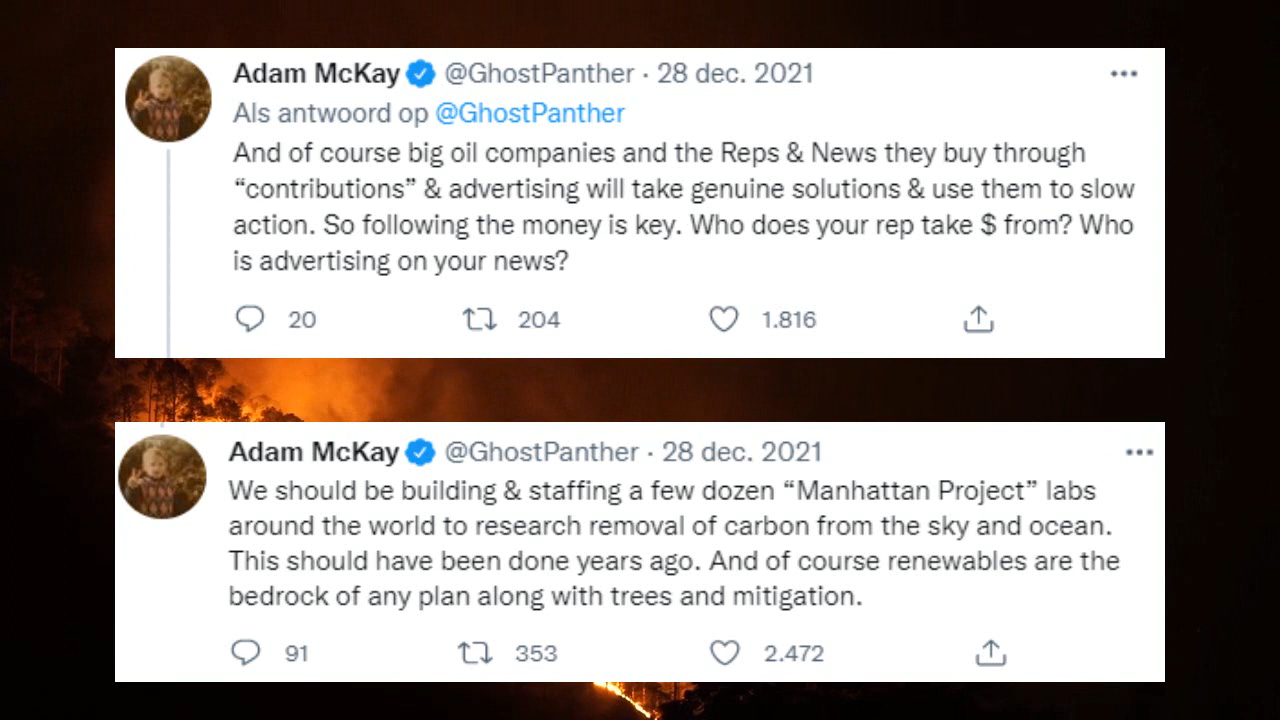 Adam McKay @GhostPanther · 28 dec. 2021
Als antwoord op @GhostPanther
And of course big oil companies and the Reps & News they buy through
“contributions” & advertising will take genuine solutions & use them to slow
action. So following the money is key. Who does your rep take $ from? Who
is advertising on your news?
20 204 1.816
Adam McKay @GhostPanther · 28 dec. 2021
We should be building & staffing a few dozen “Manhattan Project” labs
around the world to research removal of carbon from the sky and ocean.
This should have been done years ago. And of course renewables are the
bedrock of any plan along with trees and mitigation.
91 353 2.472